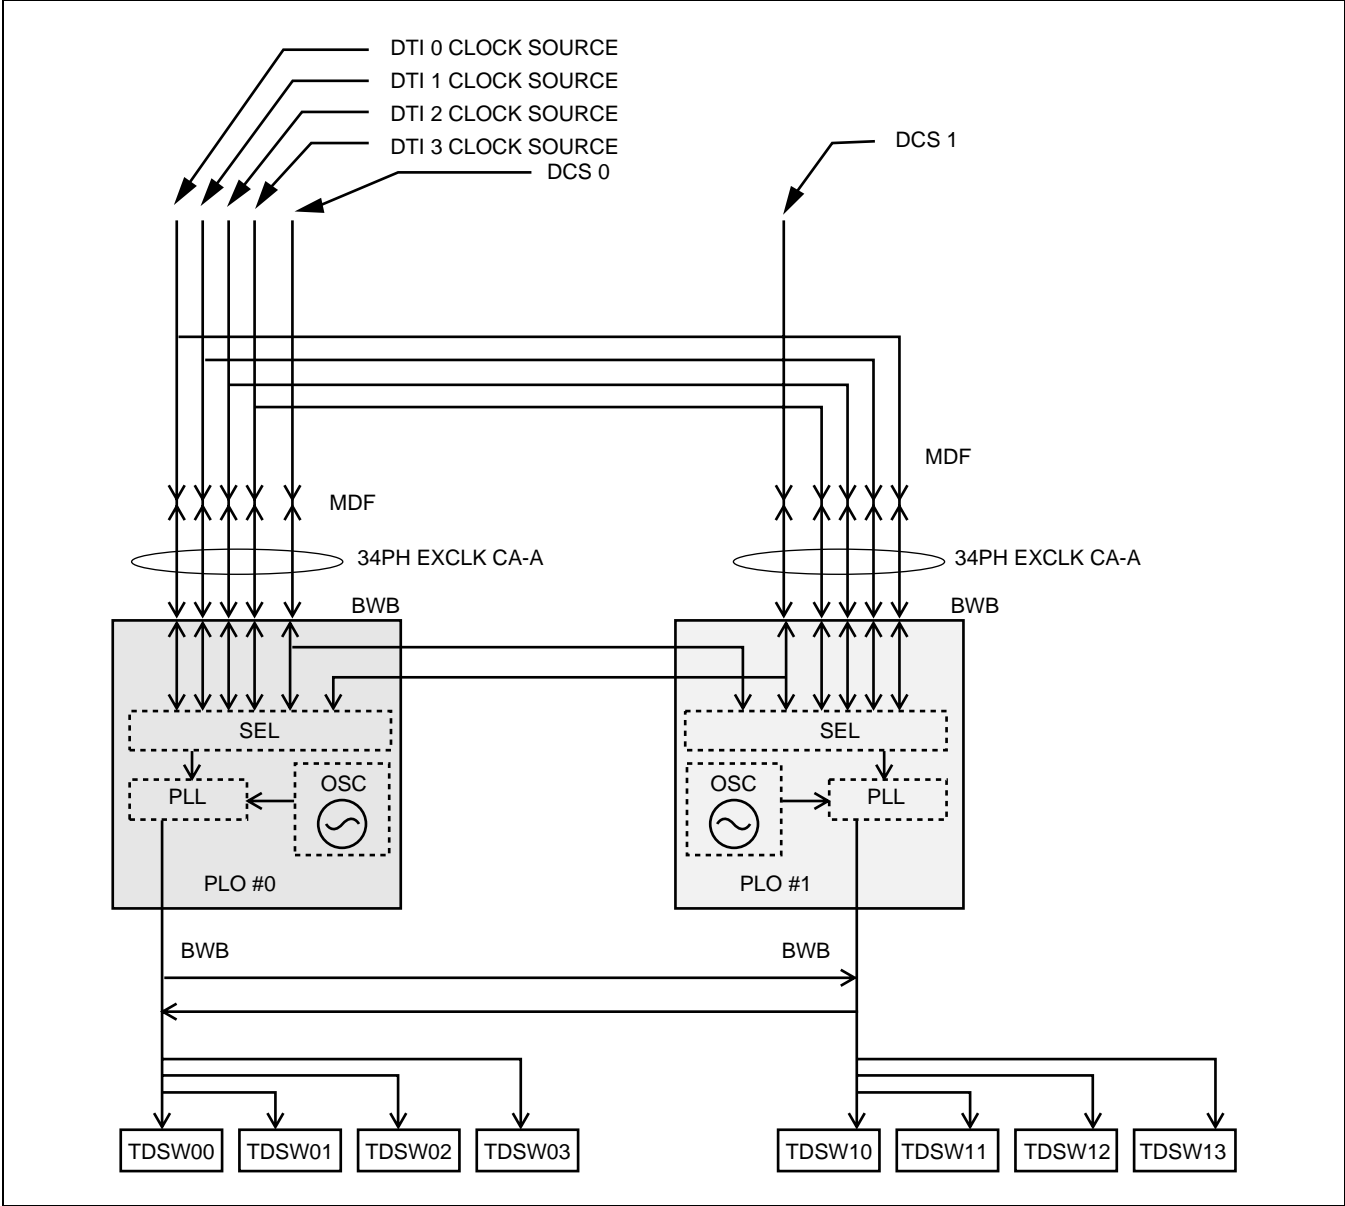 DTI 0 CLOCK SOURCE
DTI 1 CLOCK SOURCE
DTI 2 CLOCK SOURCE
DTI 3 CLOCK SOURCE
DCS 0
DCS 1
MDF
MDF
34PH EXCLK CA-A
34PH EXCLK CA-A
BWB
BWB
SEL
SEL
PLL
OSC
OSC
PLL
PLO #0
PLO #1
BWB
BWB
TDSW00
TDSW01
TDSW02
TDSW03
TDSW10
TDSW11
TDSW12
TDSW13